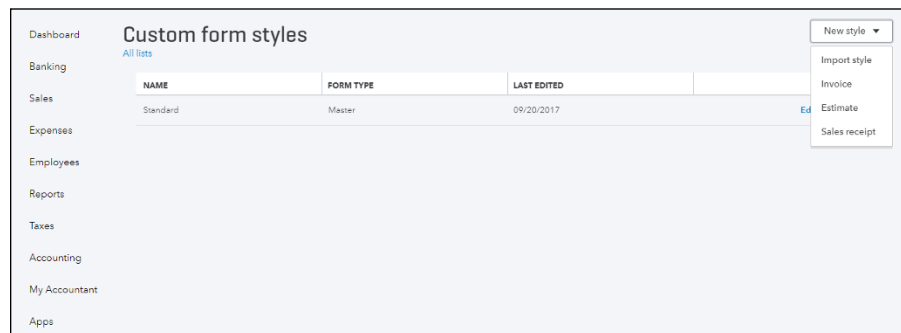 Dashboard
Banking
Sales
Expenses
Employees
Reports
Taxes
Accounting
My Accountant
Apps
Custom form styles
All lists
New style
Import style
Invoice
Estimate
Sales receipt
NAME FORM TYPE LAST EDITED
Standard Master 09/20/2017